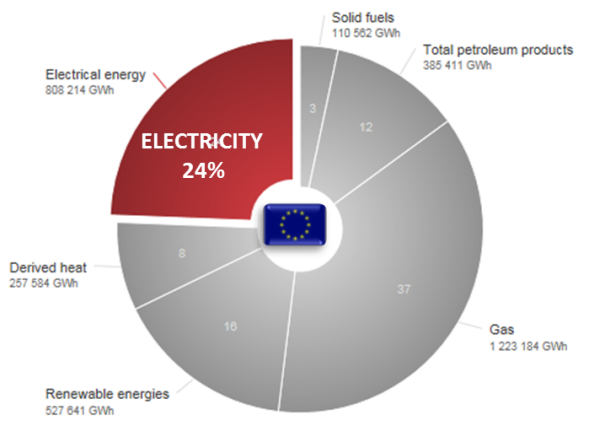 Solid fuels
110 562 GWh
Total petroleum products
385 411 GWh
Electrical energy
808 214 GWh
3
12
ELECTRICITY
24%
8
Derived heat
257 584 GWh
37
16
Gas
1 223 184 GWh
Renewable energies
527 641 GWh